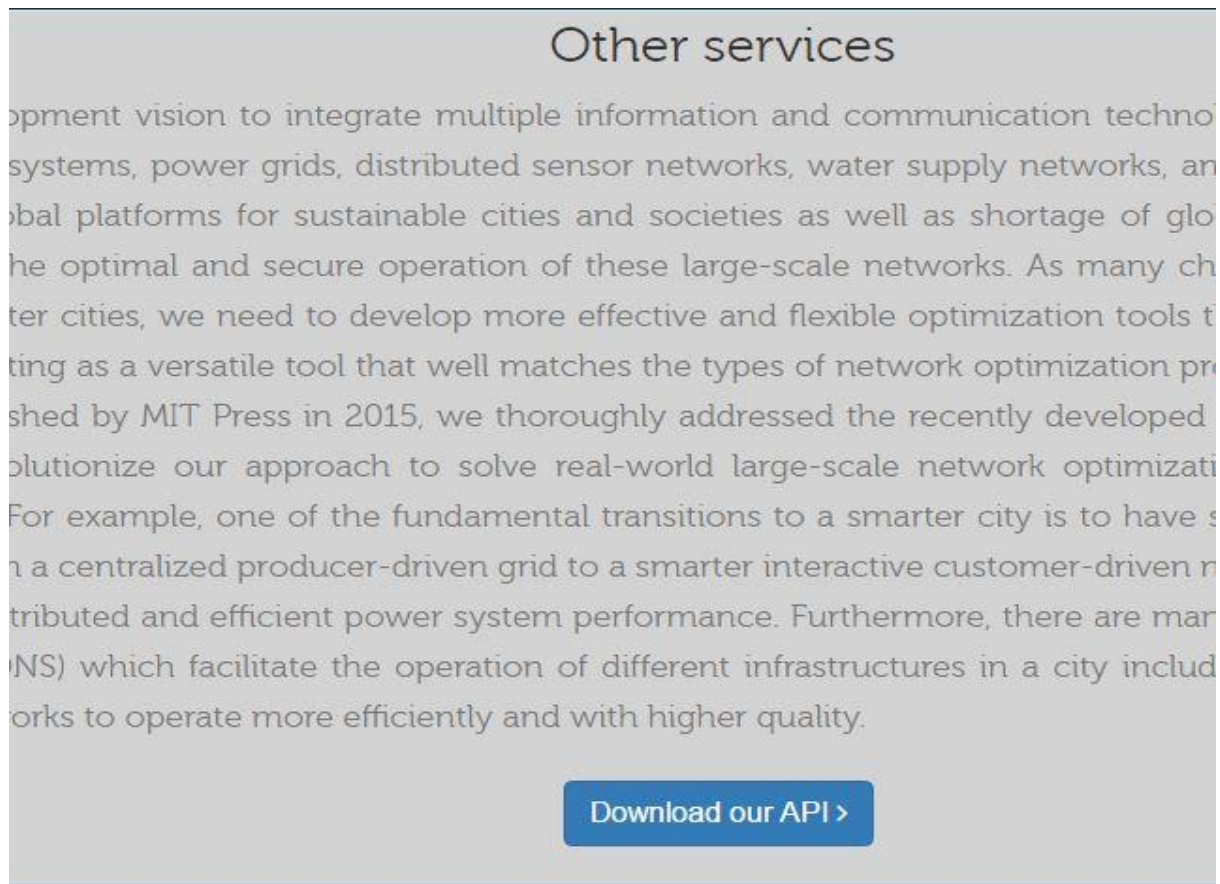 Other services
opment vision to integrate multiple information and communication techno
systems, power grids, distributed sensor networks, water supply networks, an
obal platforms for sustainable cities and societies as well as shortage of glo
he optimal and secure operation of these large-scale networks. As many ch
ter cities, we need to develop more effective and flexible optimization tools t
ting as a versatile tool that well matches the types of network optimization pr
shed by MIT Press in 2015, we thoroughly addressed the recently developed
olutionize our approach to solve real-world large-scale network optimizati
For example, one of the fundamental transitions to a smarter city is to have s
a centralized producer-driven grid to a smarter interactive customer-driven
tributed and efficient power system performance. Furthermore, there are man
NS) which facilitate the operation of different infrastructures in a city includ
orks to operate more efficiently and with higher quality.
Download our API >